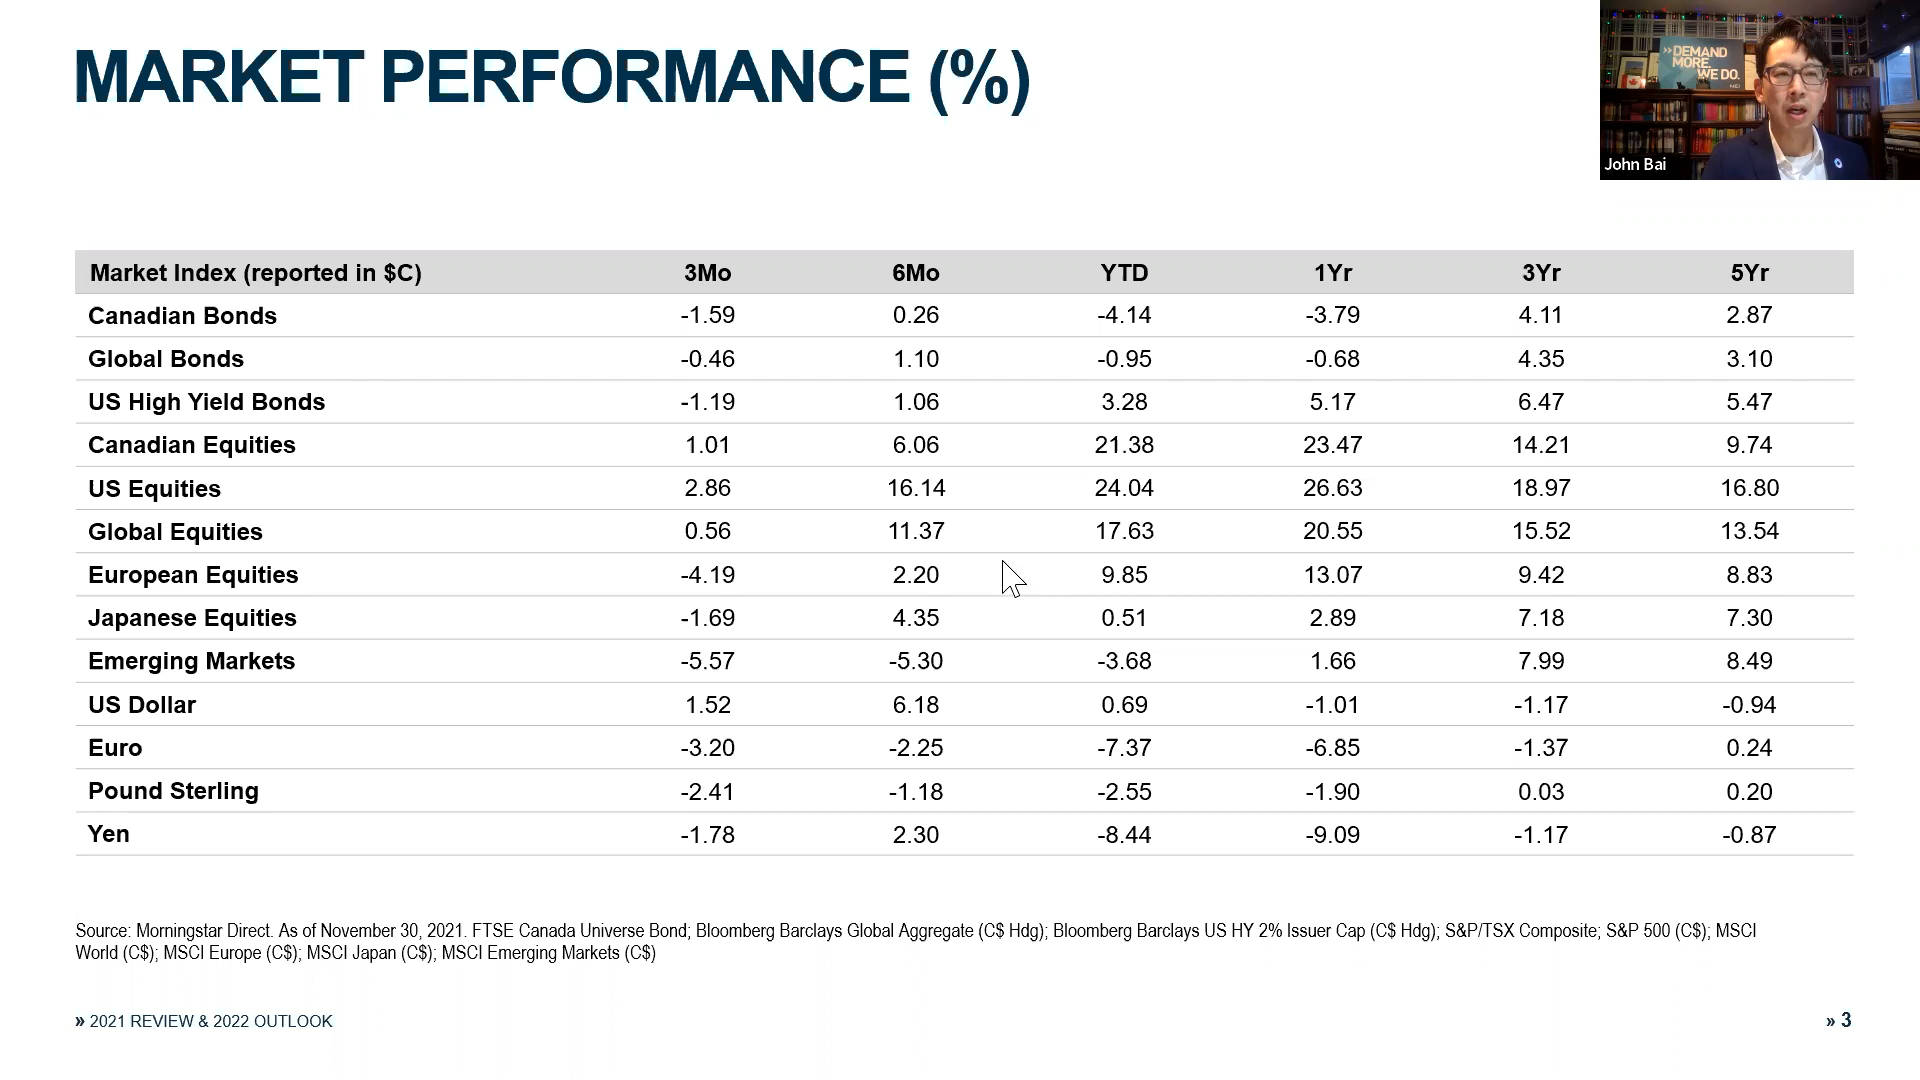 MARKET PERFORMANCE (%)
»DEMAND
MORE.
WE DO.
NEI
John Bai
Market Index (reported in $C) 3Mo 6Mo YTD 1Yr 3Yr 5Yr
Canadian Bonds -1.59 0.26 -4.14 -3.79 4.11 2.87
Global Bonds -0.46 1.10 -0.95 -0.68 4.35 3.10
US High Yield Bonds -1.19 1.06 3.28 5.17 6.47 5.47
Canadian Equities 1.01 6.06 21.38 23.47 14.21 9.74
US Equities 2.86 16.14 24.04 26.63 18.97 16.80
Global Equities 0.56 11.37 17.63 20.55 15.52 13.54
European Equities -4.19 2.20 9.85 13.07 9.42 8.83
Japanese Equities -1.69 4.35 0.51 2.89 7.18 7.30
Emerging Markets -5.57 -5.30 -3.68 1.66 7.99 8.49
US Dollar 1.52 6.18 0.69 -1.01 -1.17 -0.94
Euro -3.20 -2.25 -7.37 -6.85 -1.37 0.24
Pound Sterling -2.41 -1.18 -2.55 -1.90 0.03 0.20
Yen -1.78 2.30 -8.44 -9.09 -1.17 -0.87
Source: Morningstar Direct. As of November 30, 2021. FTSE Canada Universe Bond; Bloomberg Barclays Global Aggregate (C$ Hdg); Bloomberg Barclays US HY 2% Issuer Cap (C$ Hdg); S&P/TSX Composite; S&P 500 (C$); MSCI
World (C$); MSCI Europe (C$); MSCI Japan (C$); MSCI Emerging Markets (C$)
» 2021 REVIEW & 2022 OUTLOOK
» 3